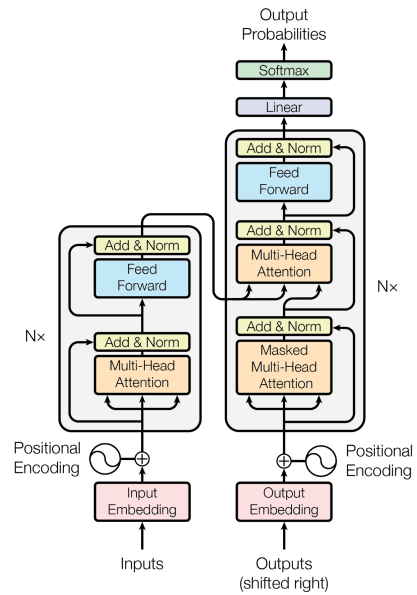 Output
Probabilities
Softmax
Linear
Add & Norm
Feed
Forward
Add & Norm
Multi-Head
Attention
Add & Norm
Masked
Multi-Head
Attention
N×
Add & Norm
Feed
Forward
Add & Norm
Multi-Head
Attention
N×
Positional
Encoding
Positional
Encoding
Input
Embedding
Output
Embedding
Inputs
Outputs
(shifted right)